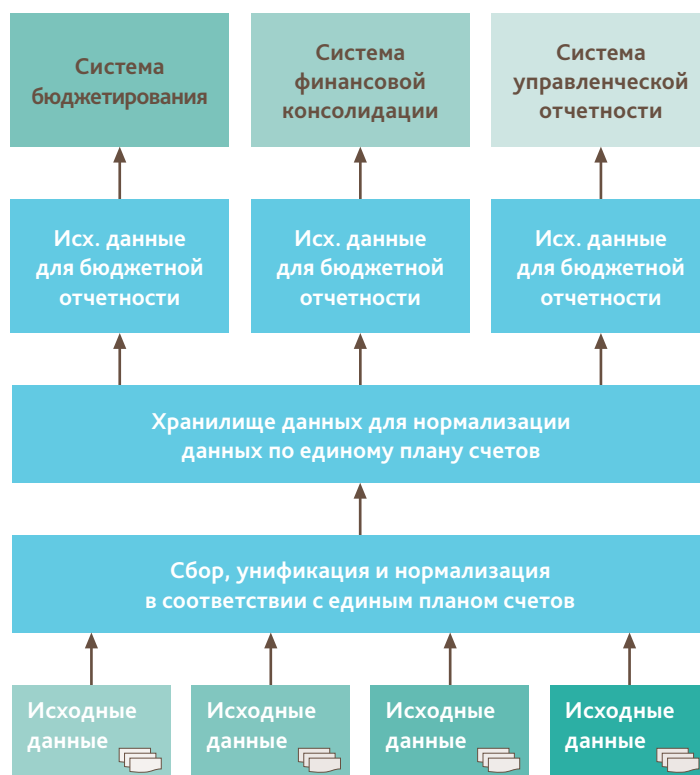 Система
бюджетирования
Система
финансовой
консолидации
Система
управленческой
отчетности
Исх. данные
для бюджетной
отчетности
Исх. данные
для бюджетной
отчетности
Исх. данные
для бюджетной
отчетности
Хранилище данных для нормализации
данных по единому плану счетов
Сбор, унификация и нормализация
в соответствии с единым планом счетов
Исходные
данные
Исходные
данные
Исходные
данные
Исходные
данные